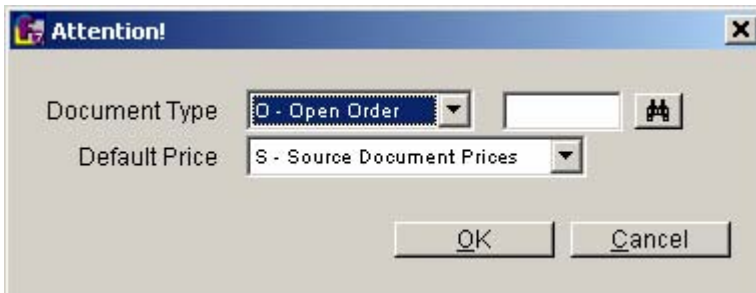 Attention!
Document Type O - Open Order
Default Price S - Source Document Prices
OK Cancel